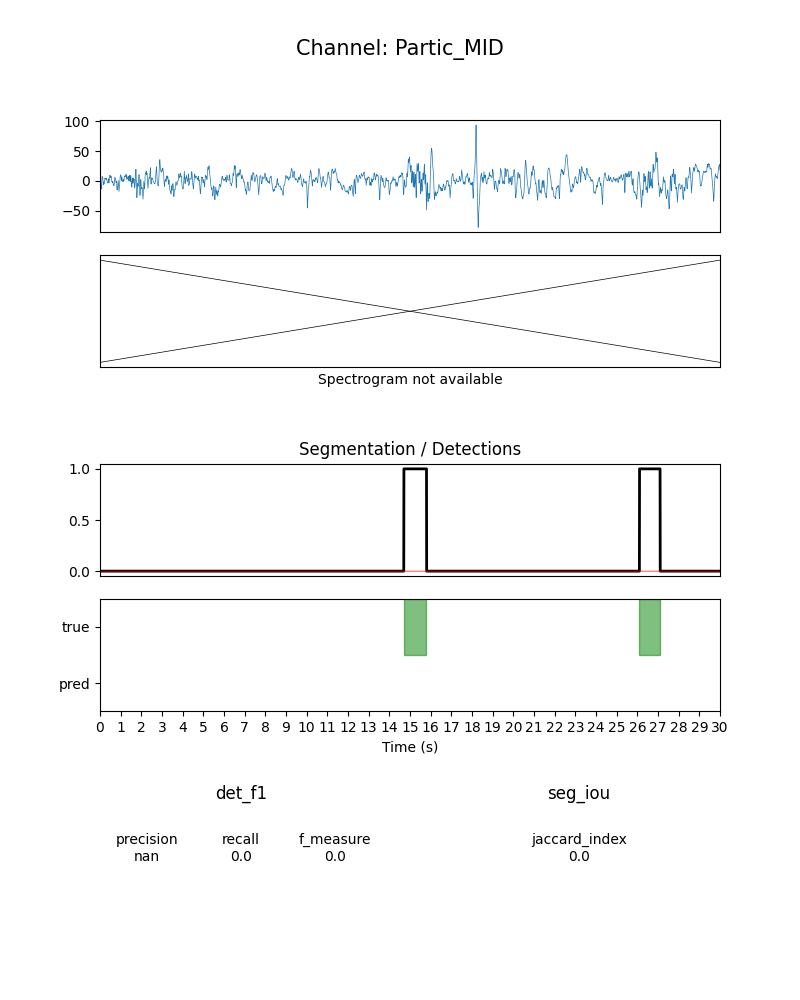 Channel: Partic_MID
100
50
0
−50
Spectrogram not available
Segmentation / Detections
1.0
0.5
0.0
true
pred
0 1 2 3 4 5 6 7 8 9 10 11 12 13 14 15 16 17 18 19 20 21 22 23 24 25 26 27 28 29 30
Time (s)
det_f1 seg_iou
precision recall f_measure jaccard_index
nan 0.0 0.0 0.0